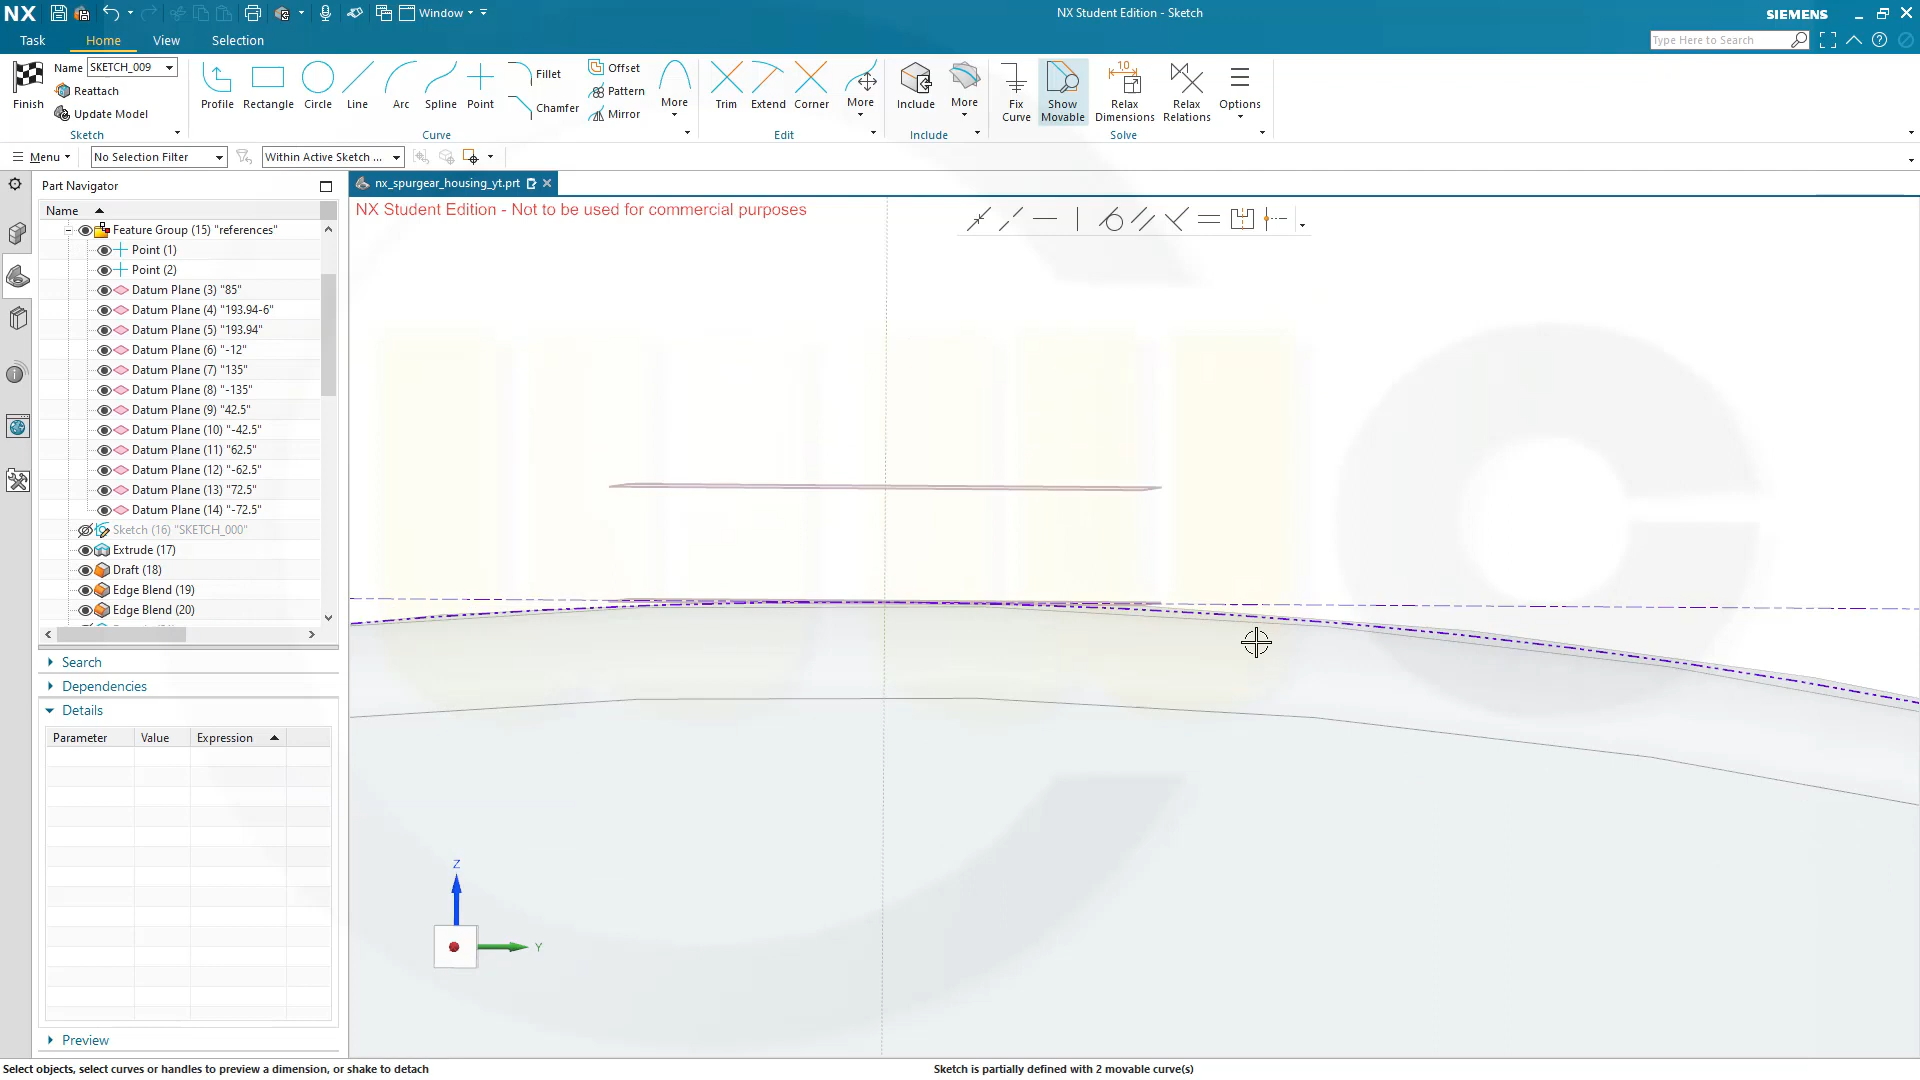 NX
Window
NX Student Edition - Sketch
SIEMENS
Task
Home
View
Selection
Type Here to Search
Finish
Name
SKETCH_009
Reattach
Update Model
Sketch
Profile
Rectangle
Circle
Line
Arc
Spline
Point
Fillet
Chamfer
Offset
Pattern
Mirror
More
Curve
Trim
Extend
Corner
More
Edit
Include
More
Include
Fix
Curve
Show
Movable
Relax
Dimensions
Relax
Relations
Options
Solve
Menu
No Selection Filter
Within Active Sketch ...
Part Navigator
nx_spurgear_housing_yt.prt
NX Student Edition - Not to be used for commercial purposes
Name
Feature Group (15) "references"
Point (1)
Point (2)
Datum Plane (3) "85"
Datum Plane (4) "193.94-6"
Datum Plane (5) "193.94"
Datum Plane (6) "-12"
Datum Plane (7) "135"
Datum Plane (8) "-135"
Datum Plane (9) "42.5"
Datum Plane (10) "-42.5"
Datum Plane (11) "62.5"
Datum Plane (12) "-62.5"
Datum Plane (13) "72.5"
Datum Plane (14) "-72.5"
Sketch (16) "SKETCH_000"
Extrude (17)
Draft (18)
Edge Blend (19)
Edge Blend (20)
Search
Dependencies
Details
Parameter Value Expression
Z
Y
Preview
Select objects, select curves or handles to preview a dimension, or shake to detach
Sketch is partially defined with 2 movable curve(s)